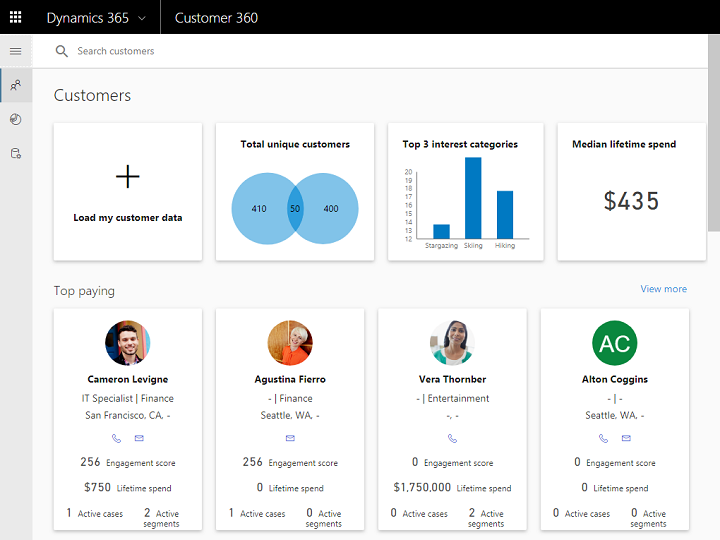 Dynamics 365 Customer 360
Search customers
Customers
Load my customer data
Total unique customers
410 50 400
Top 3 interest categories
20
19
18
17
16
15
14
13
12
Stargazing Skiing Hiking
Median lifetime spend
$435
Top paying View more
Cameron Levigne
IT Specialist | Finance
San Francisco, CA, -
256 Engagement score
$750 Lifetime spend
1 Active cases 2 Active segments
Agustina Fierro
- | Finance
Seattle, WA, -
256 Engagement score
0 Lifetime spend
1 Active cases 0 Active segments
Vera Thornber
- | Entertainment
-, -
0 Engagement score
$1,750,000 Lifetime spend
0 Active cases 2 Active segments
AC
Alton Coggins
- | -
Seattle, WA, -
0 Engagement score
0 Lifetime spend
0 Active cases 0 Active segments